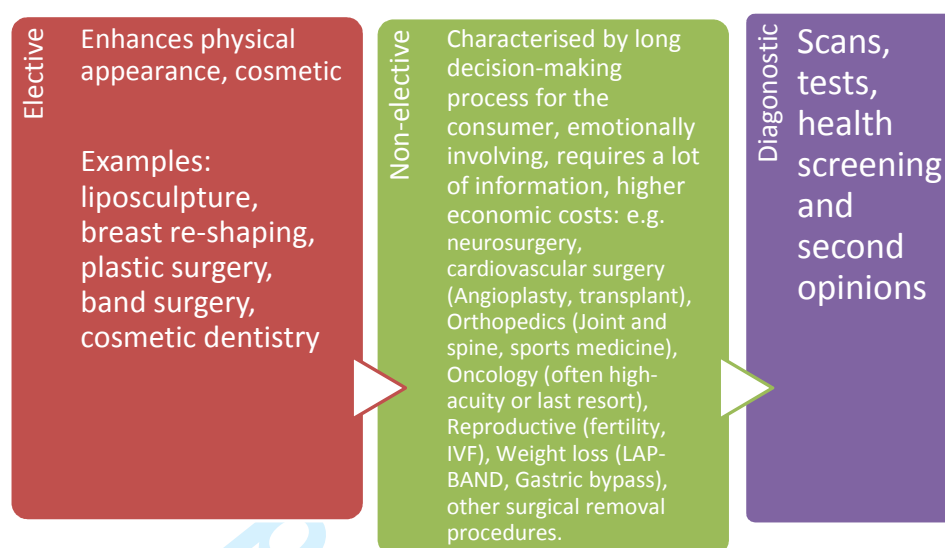 Elective
Enhances physical
appearance, cosmetic
Examples:
liposculpture,
breast re-shaping,
plastic surgery,
band surgery,
cosmetic dentistry
Non-elective
Characterised by long
decision-making
process for the
consumer, emotionally
involving, requires a lot
of information, higher
economic costs: e.g.
neurosurgery,
cardiovascular surgery
(Angioplasty, transplant),
Orthopedics (Joint and
spine, sports medicine),
Oncology (often high-
acuity or last resort),
Reproductive (fertility,
IVF), Weight loss (LAP-
BAND, Gastric bypass),
other surgical removal
procedures.
Diagonostic
Scans,
tests,
health
screening
and
second
opinions